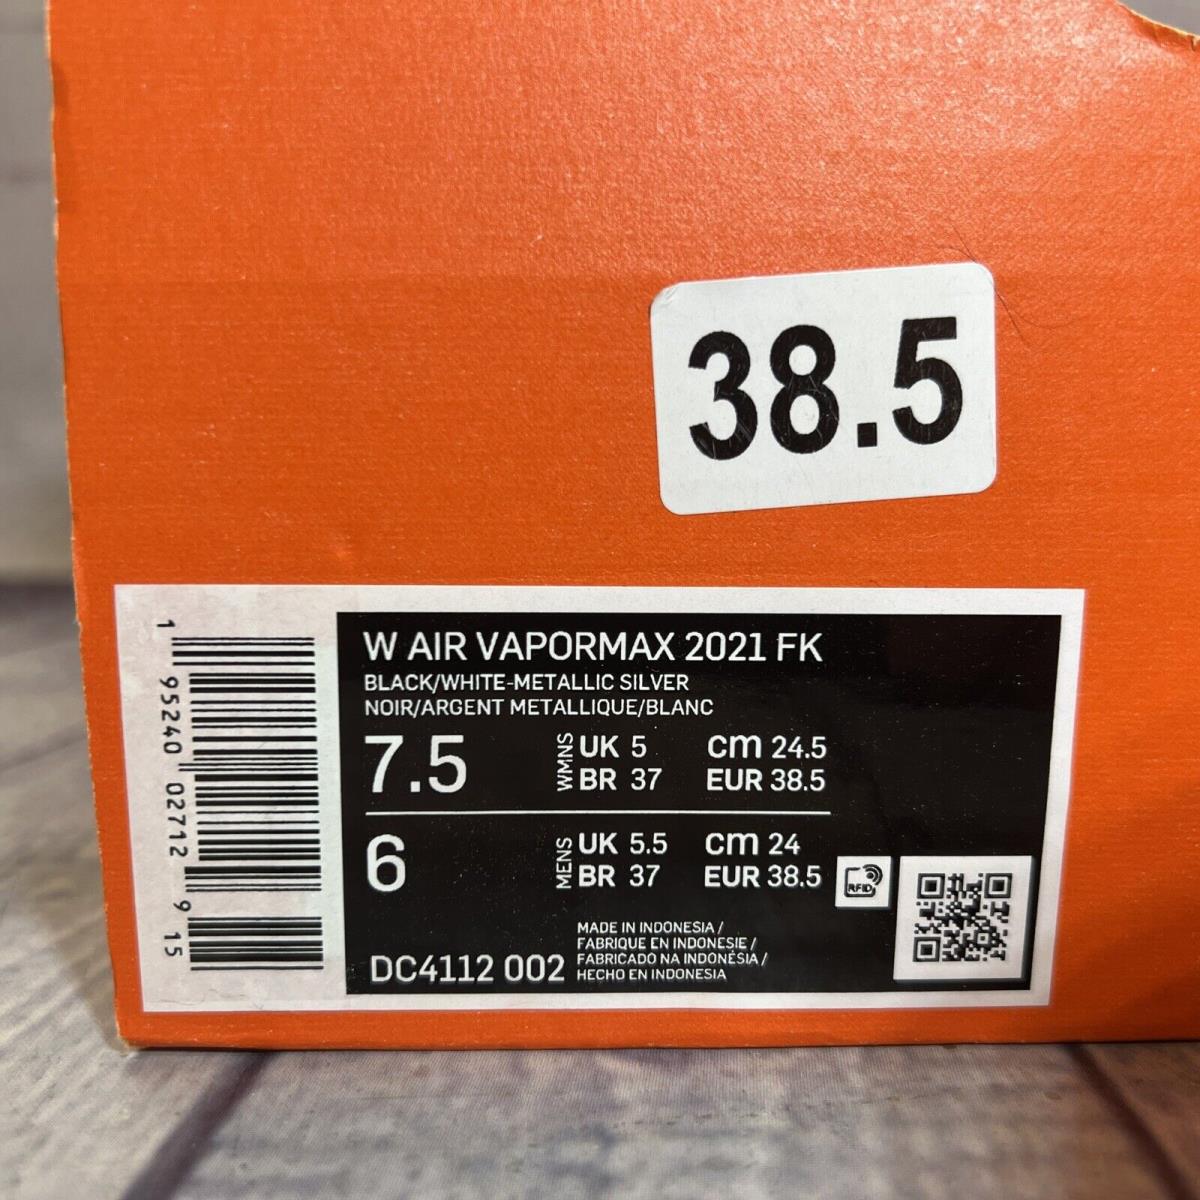 38.5
W AIR VAPORMAX 2021 FK
BLACK/WHITE-METALLIC SILVER
NOIR/ARGENT METALLIQUE/BLANC
7.5 WMNS UK 5 cm 24.5
BR 37 EUR 38.5
6 MENS UK 5.5 cm 24
BR 37 EUR 38.5
RFID
MADE IN INDONESIA /
FABRIQUE EN INDONESIE /
FABRICADO NA INDONÉSIA /
HECHO EN INDONESIA
DC4112 002
1 95240 02712 9 15